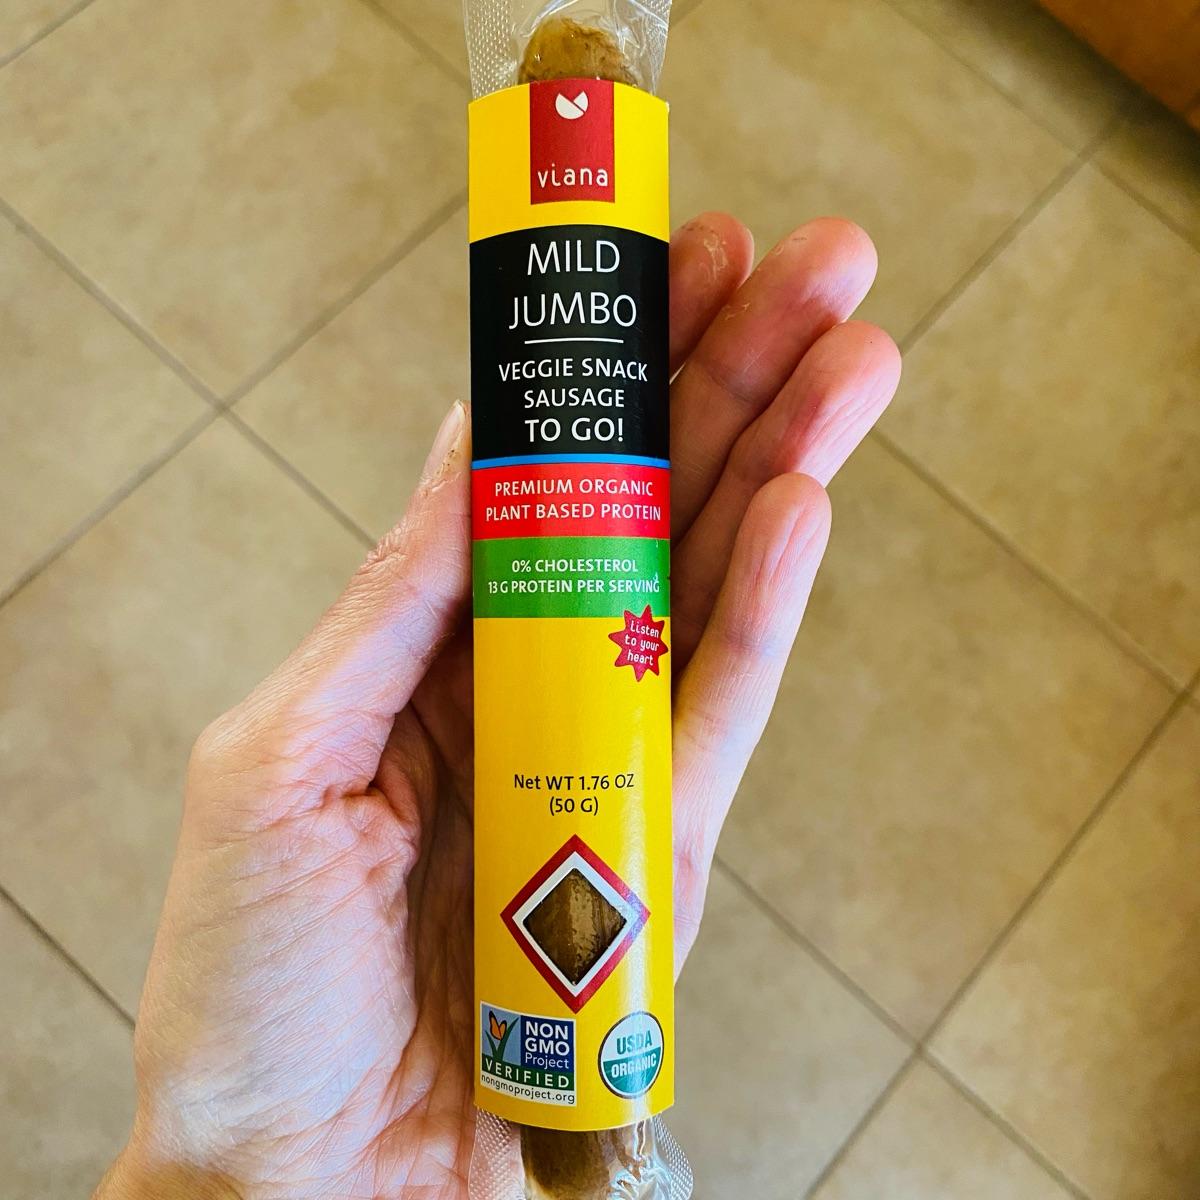 viana
MILD
JUMBO
VEGGIE SNACK
SAUSAGE
TO GO!
PREMIUM ORGANIC
PLANT BASED PROTEIN
0% CHOLESTEROL
13 G PROTEIN PER SERVING
Listen
to your
heart
Net WT 1.76 OZ
(50 G)
NON
GMO
Project
VERIFIED
nongmoproject.org
USDA
ORGANIC